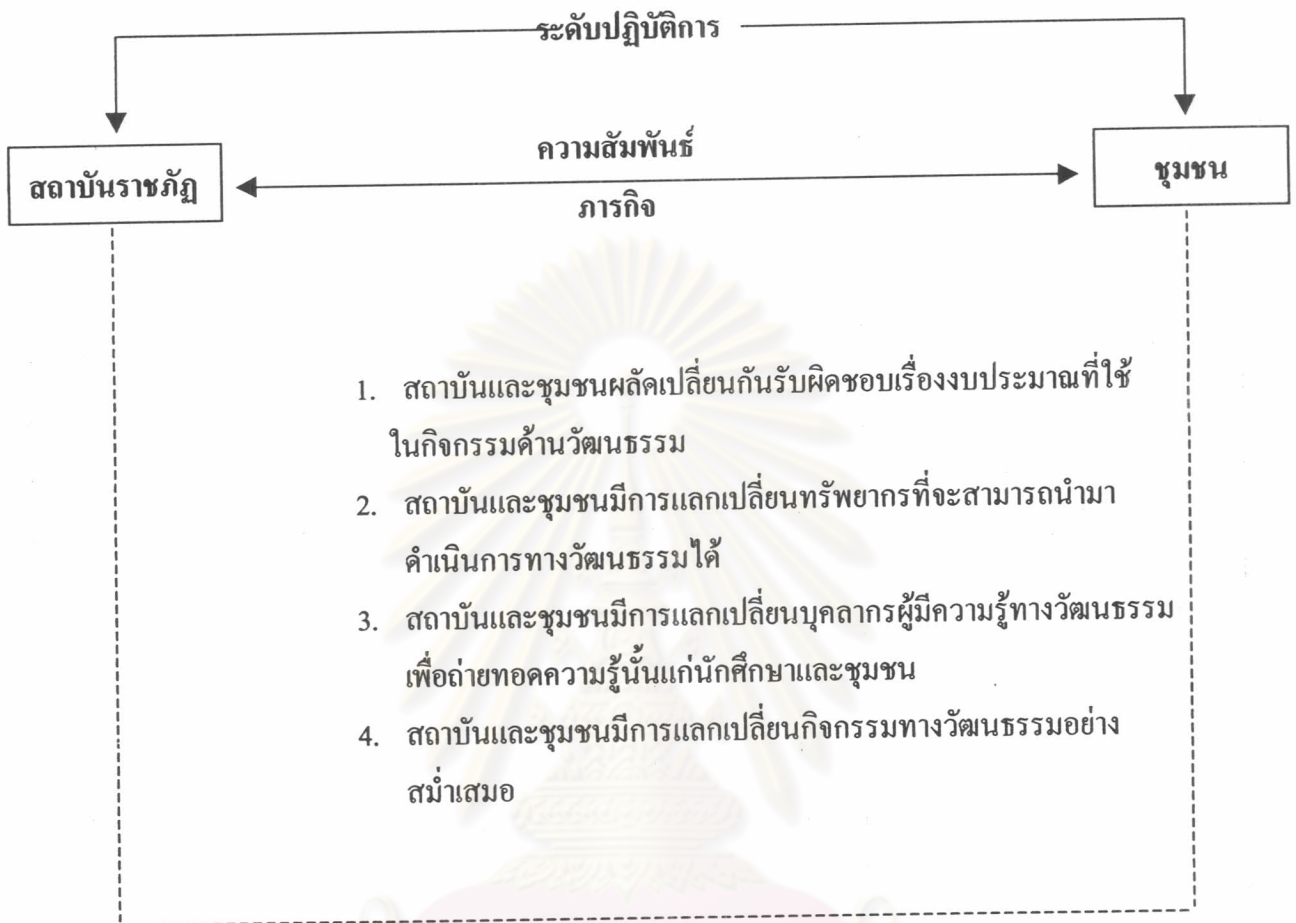 ระดับปฏิบัติการ
ความสัมพันธ์
สถาบันราชภัฏ
ชุมชน
ภารกิจ
1. สถาบันและชุมชนผลัดเปลี่ยนกันรับผิดชอบเรื่องงบประมาณที่ใช้
ในกิจกรรมด้านวัฒนธรรม
2. สถาบันและชุมชนมีการแลกเปลี่ยนทรัพยากรที่จะสามารถนำมา
ดำเนินการทางวัฒนธรรมได้
3. สถาบันและชุมชนมีการแลกเปลี่ยนบุคลากรผู้มีความรู้ทางวัฒนธรรม
เพื่อถ่ายทอดความรู้นั้นแก่นักศึกษาและชุมชน
4. สถาบันและชุมชนมีการแลกเปลี่ยนกิจกรรมทางวัฒนธรรมอย่าง
สม่ำเสมอ